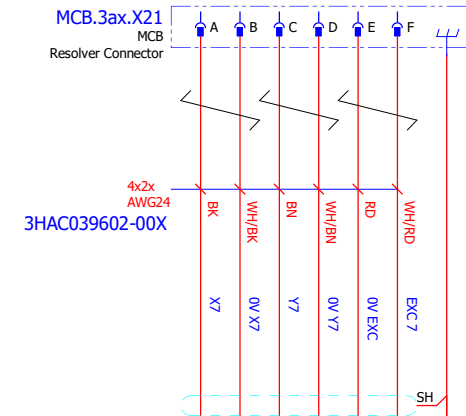 MCB.3ax.X21
MCB
Resolver Connector
A B C D E F
4x2x
AWG24
3HAC039602-00X
BK WH/BK BN WH/BN RD WH/RD
X7 0V X7 Y7 0V Y7 0V EXC EXC 7
SH